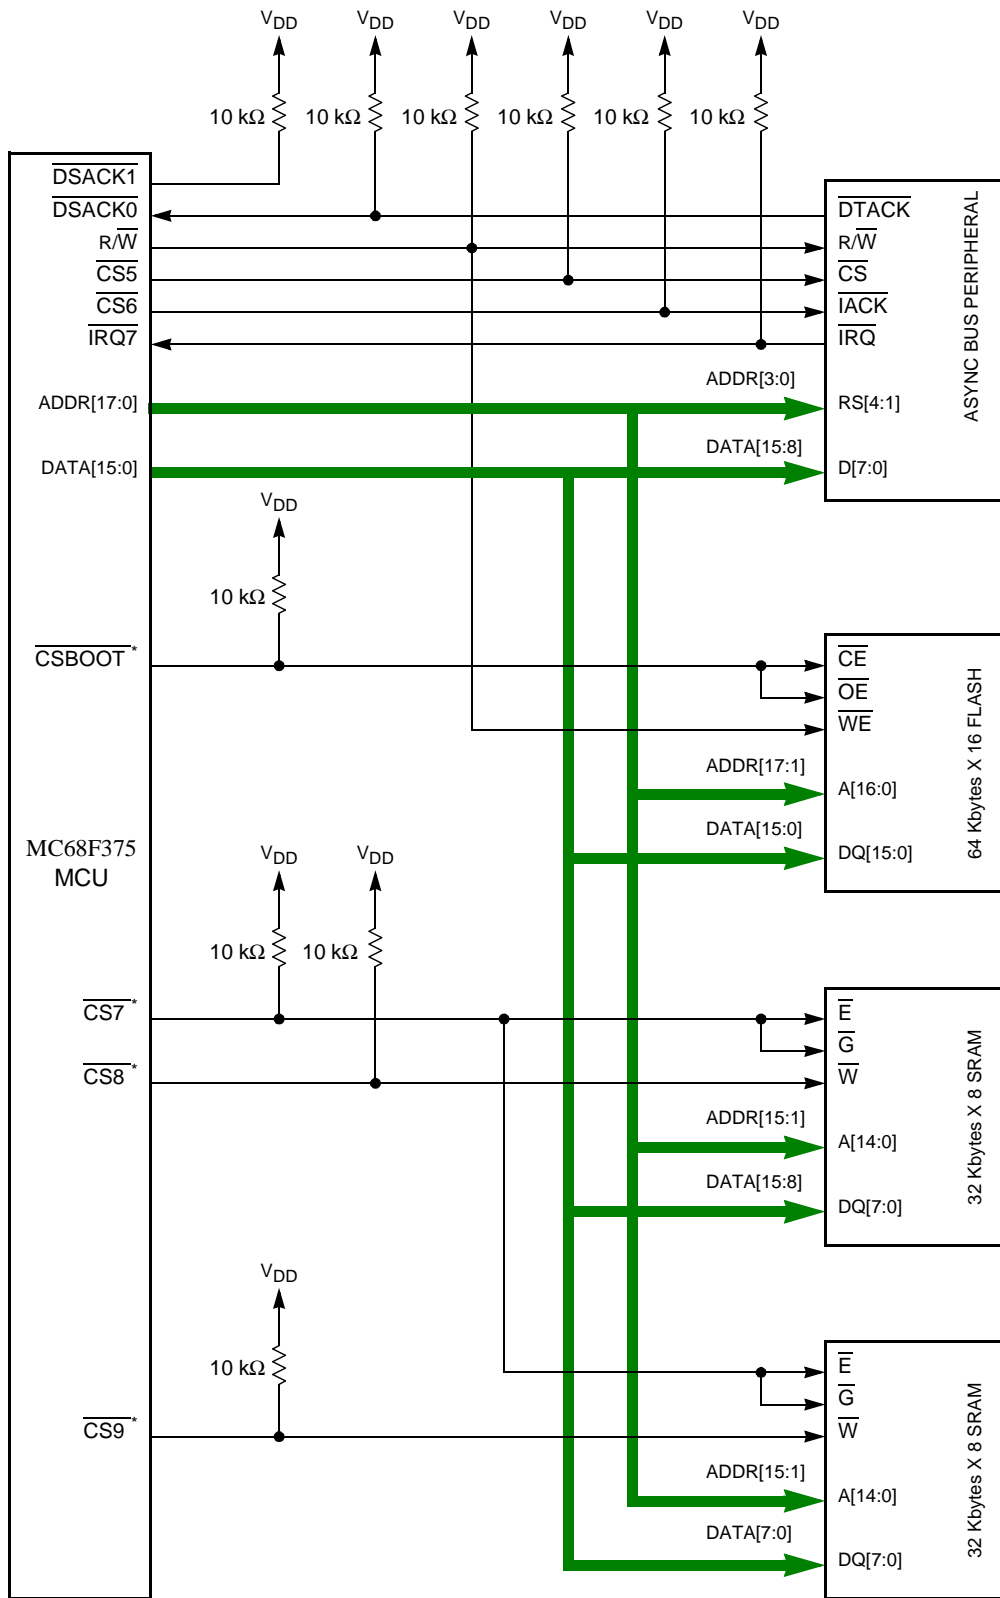 VDD VDD VDD VDD VDD VDD
10 kΩ 10 kΩ 10 kΩ 10 kΩ 10 kΩ 10 kΩ
DSACK1
DSACK0
R/W
CS5
CS6
IRQ7
ADDR[17:0]
DATA[15:0]
DTACK
R/W
CS
IACK
IRQ
ADDR[3:0]
RS[4:1]
DATA[15:8]
D[7:0]
ASYNC BUS PERIPHERAL
VDD
10 kΩ
CSBOOT*
CE
OE
WE
ADDR[17:1]
A[16:0]
DATA[15:0]
DQ[15:0]
64 Kbytes X 16 FLASH
MC68F375
MCU
VDD VDD
10 kΩ 10 kΩ
CS7*
CS8*
E
G
W
ADDR[15:1]
A[14:0]
DATA[15:8]
DQ[7:0]
32 Kbytes X 8 SRAM
VDD
10 kΩ
CS9*
E
G
W
ADDR[15:1]
A[14:0]
DATA[7:0]
DQ[7:0]
32 Kbytes X 8 SRAM